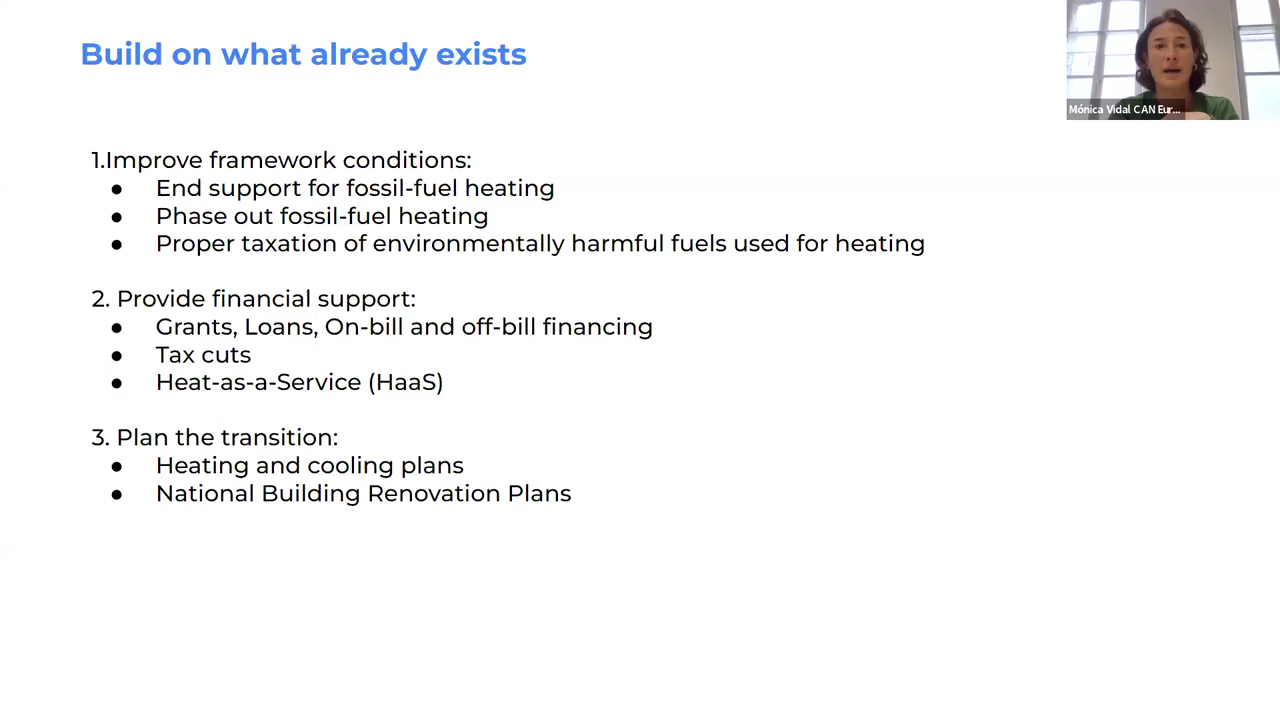 Build on what already exists
Mónica Vidal CAN Eur...
1.Improve framework conditions:
● End support for fossil-fuel heating
● Phase out fossil-fuel heating
● Proper taxation of environmentally harmful fuels used for heating
2. Provide financial support:
● Grants, Loans, On-bill and off-bill financing
● Tax cuts
● Heat-as-a-Service (HaaS)
3. Plan the transition:
● Heating and cooling plans
● National Building Renovation Plans